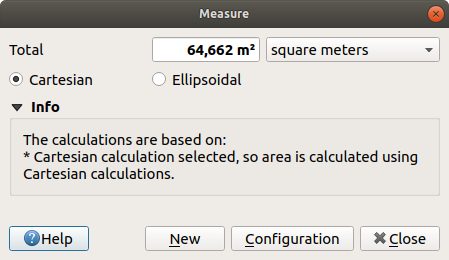 Measure
Total 64,662 m² square meters
Cartesian Ellipsoidal
Info
The calculations are based on:
* Cartesian calculation selected, so area is calculated using
Cartesian calculations.
Help New Configuration Close